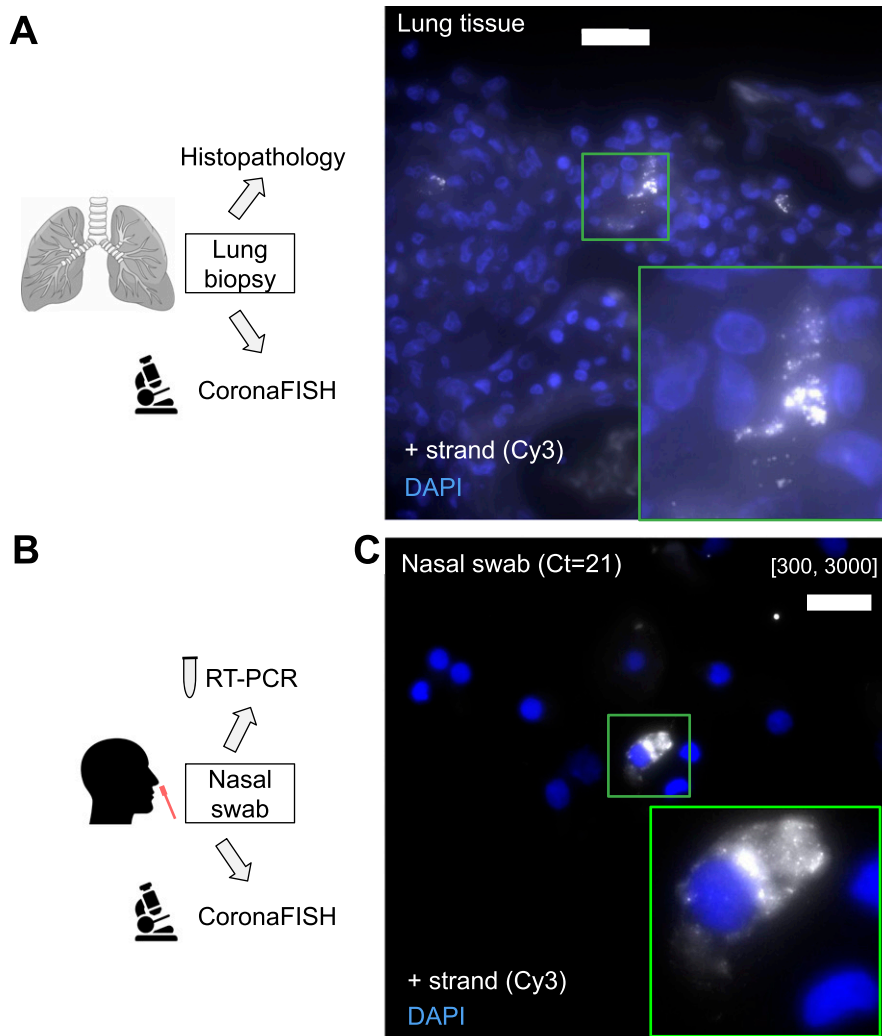 A
Lung tissue
Histopathology
Lung
biopsy
CoronaFISH
+ strand (Cy3)
DAPI
B
C
Nasal swab (Ct=21)
[300, 3000]
RT-PCR
Nasal
swab
CoronaFISH
+ strand (Cy3)
DAPI